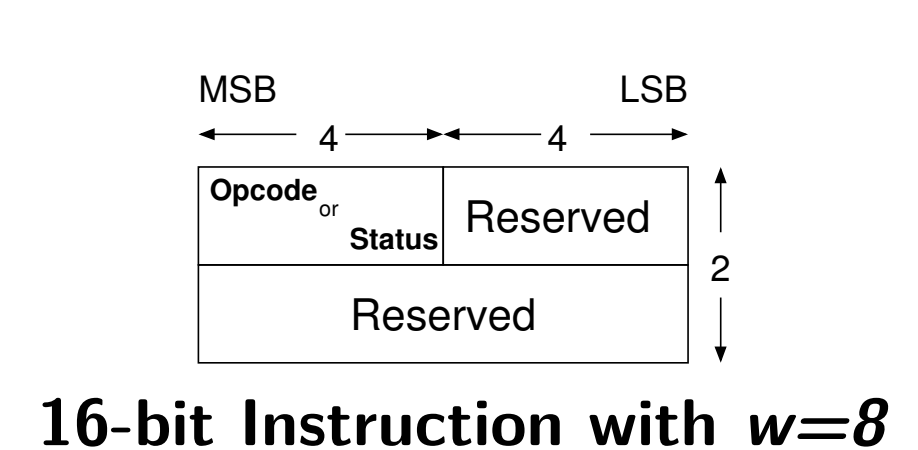 MSB LSB
4 4
Opcode or Status Reserved
2
Reserved
16-bit Instruction with w=8